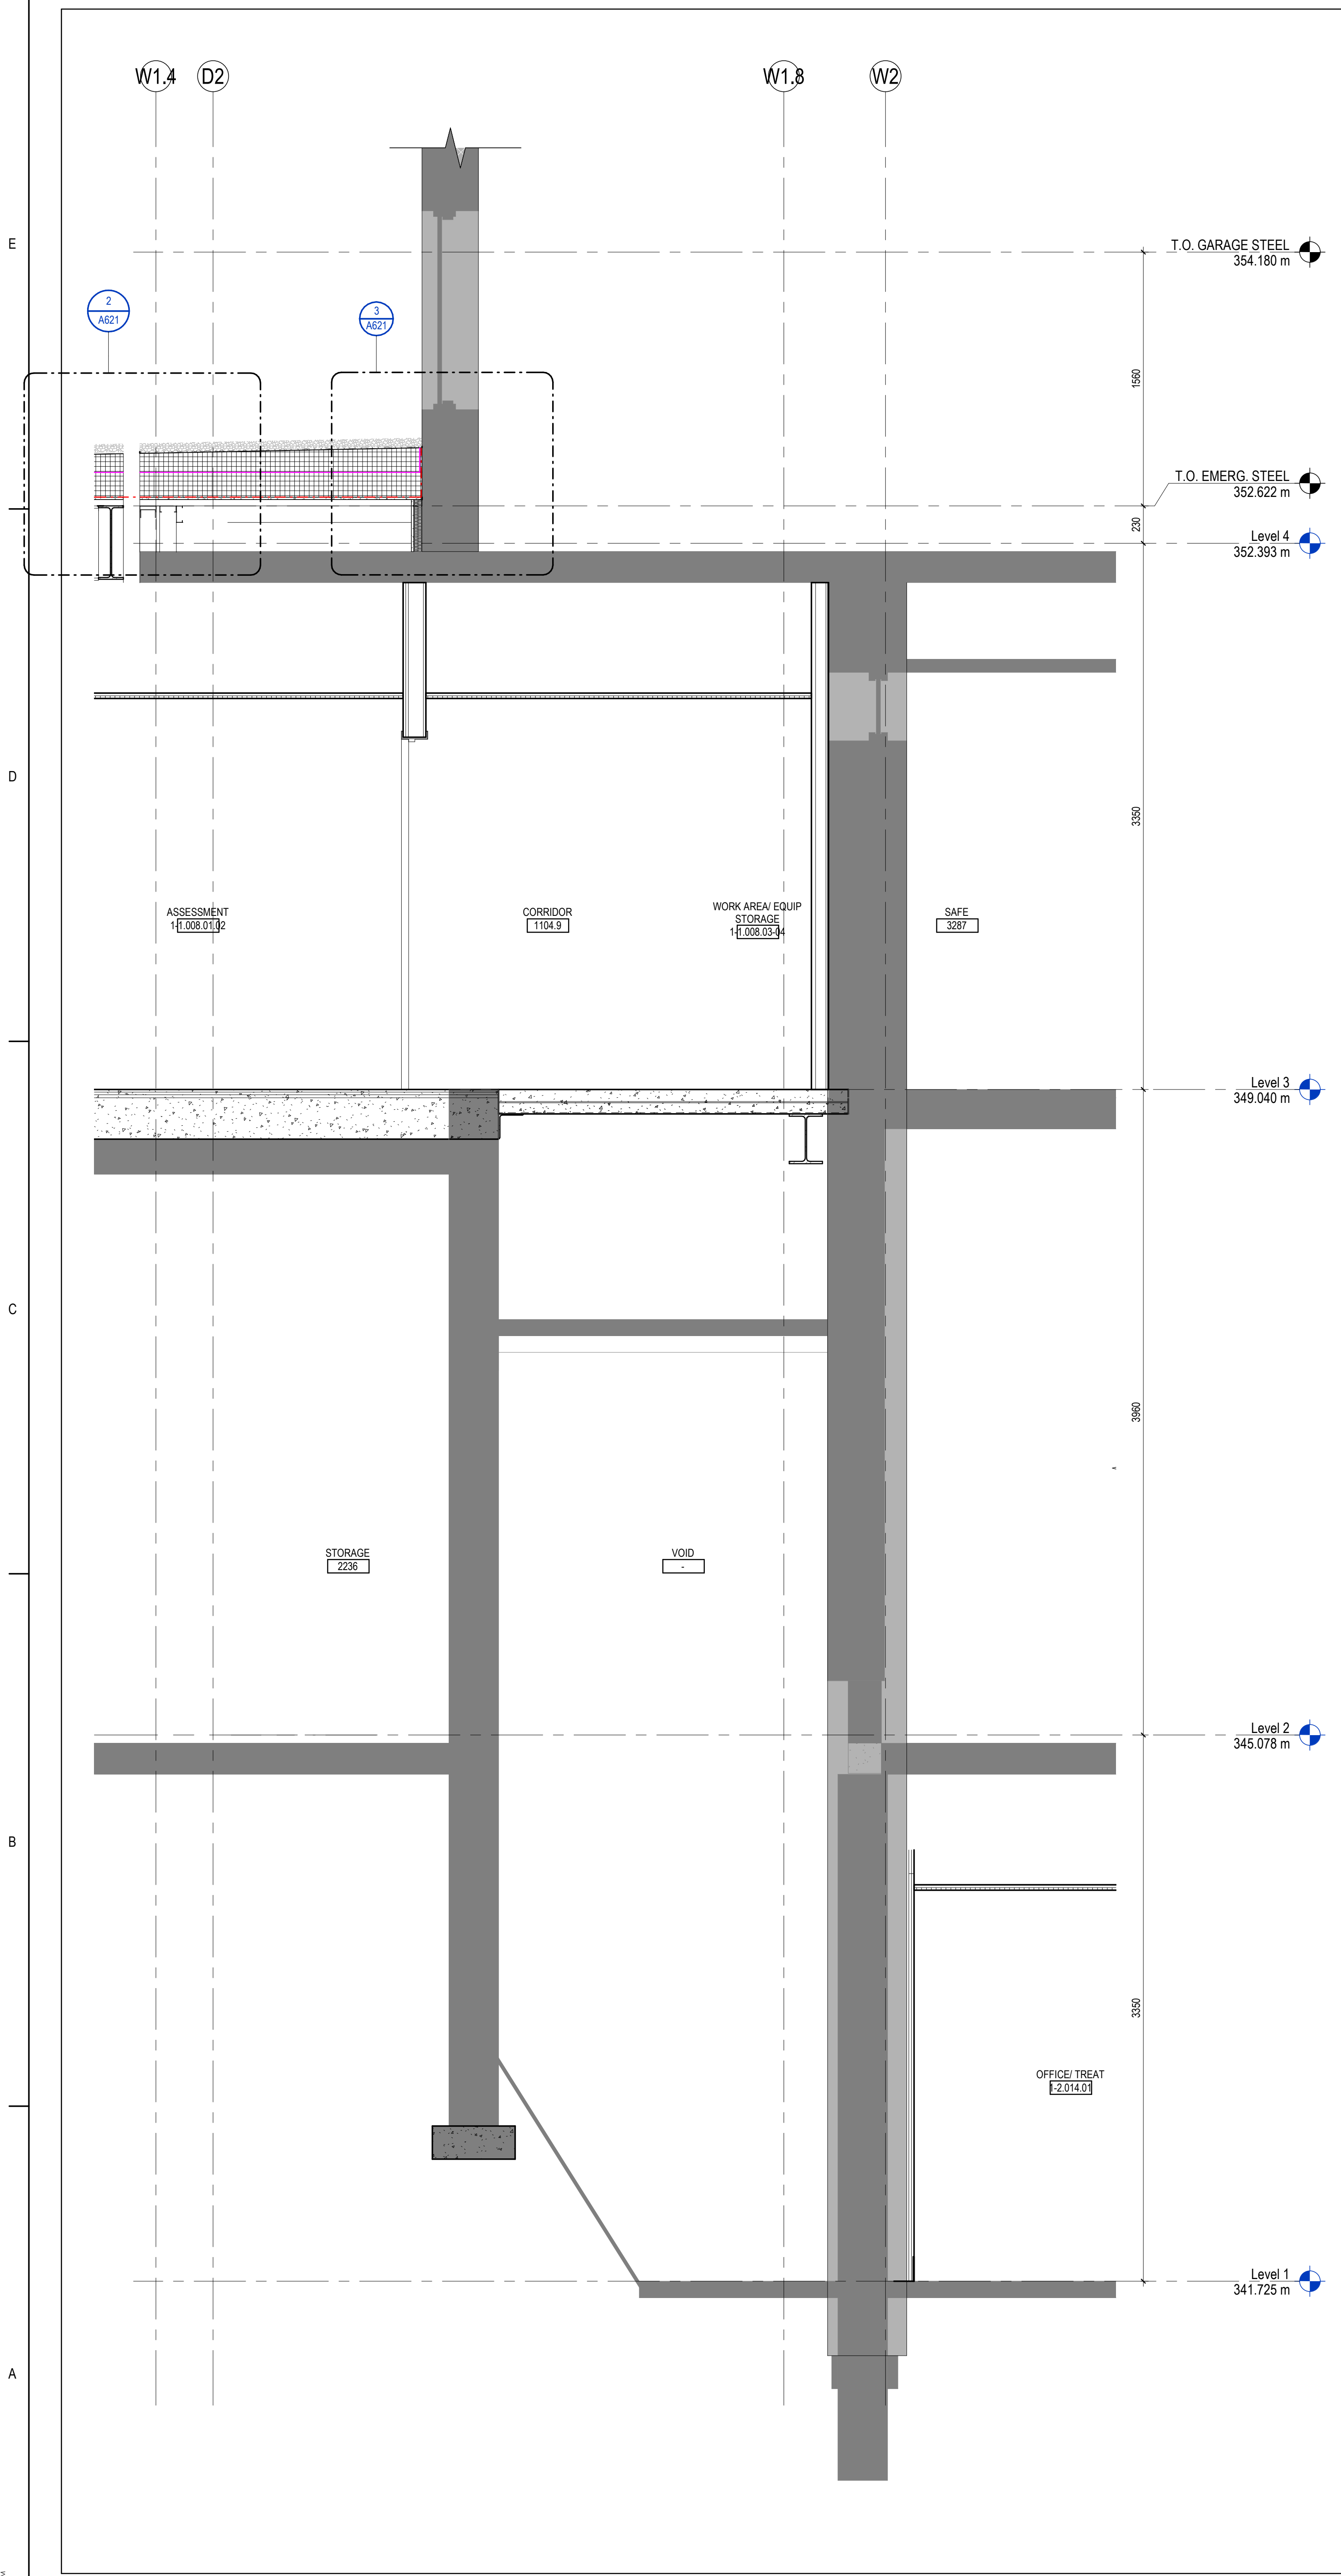 W1.4
D2
W1.8
W2
E
T.O. GARAGE STEEL
354.180 m
2
A621
3
A621
1560
T.O. EMERG. STEEL
352.622 m
230
Level 4
352.393 m
D
3350
ASSESSMENT
1-1.008.01.02
CORRIDOR
1104.9
WORK AREA/ EQUIP
STORAGE
1-1.008.03-04
SAFE
3287
Level 3
349.040 m
C
3960
A
STORAGE
2236
VOID
-
Level 2
345.078 m
B
3350
OFFICE/ TREAT
1-2.014.01
Level 1
341.725 m
A